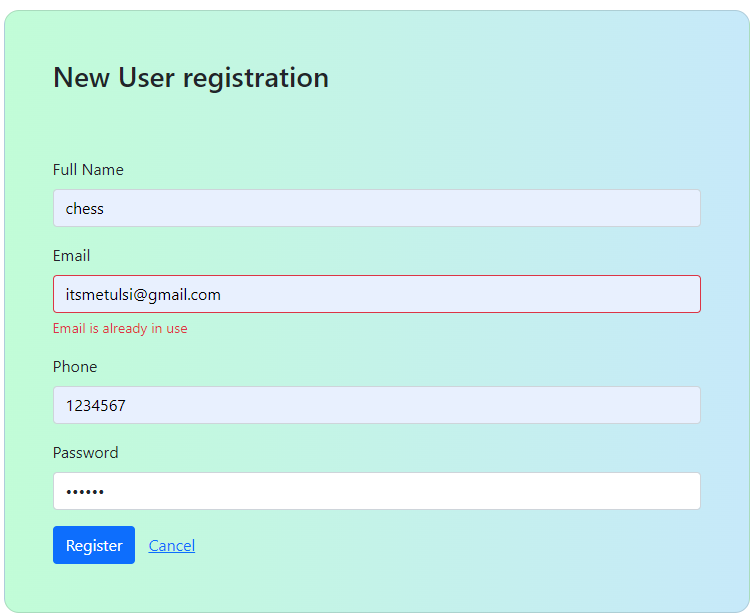 New User registration
Full Name
chess
Email
itsmetulsi@gmail.com
Email is already in use
Phone
1234567
Password
••••••
Register Cancel